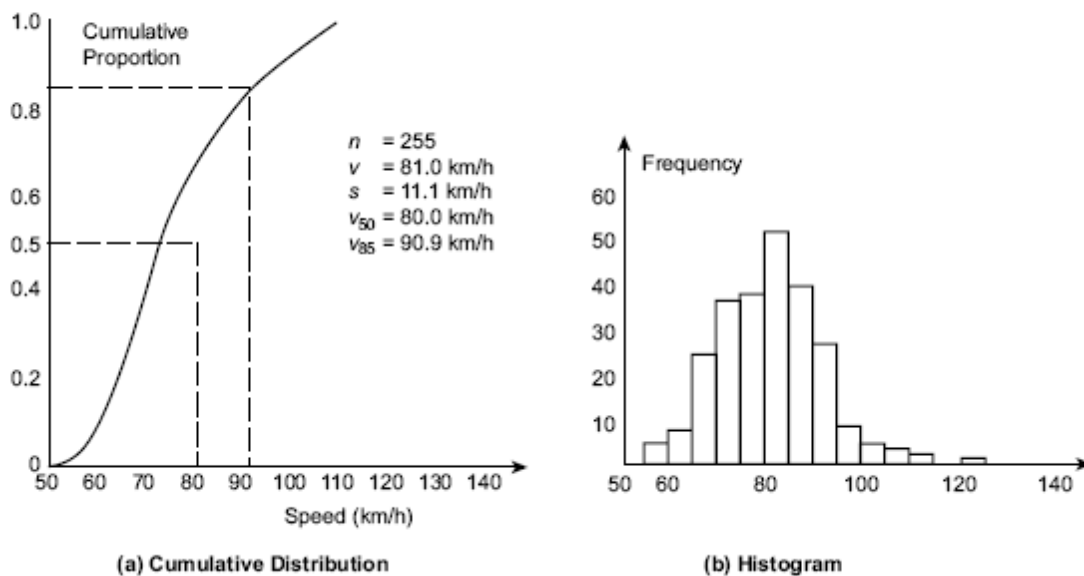 1.0
Cumulative
Proportion
0.8
0.6
0.5
0.4
0.2
0
50 60 70 80 90 100 110 120 130 140
Speed (km/h)
n = 255
v = 81.0 km/h
s = 11.1 km/h
v50 = 80.0 km/h
v85 = 90.9 km/h
(a) Cumulative Distribution
Frequency
60
50
40
30
20
10
50 60 80 100 120 140
(b) Histogram